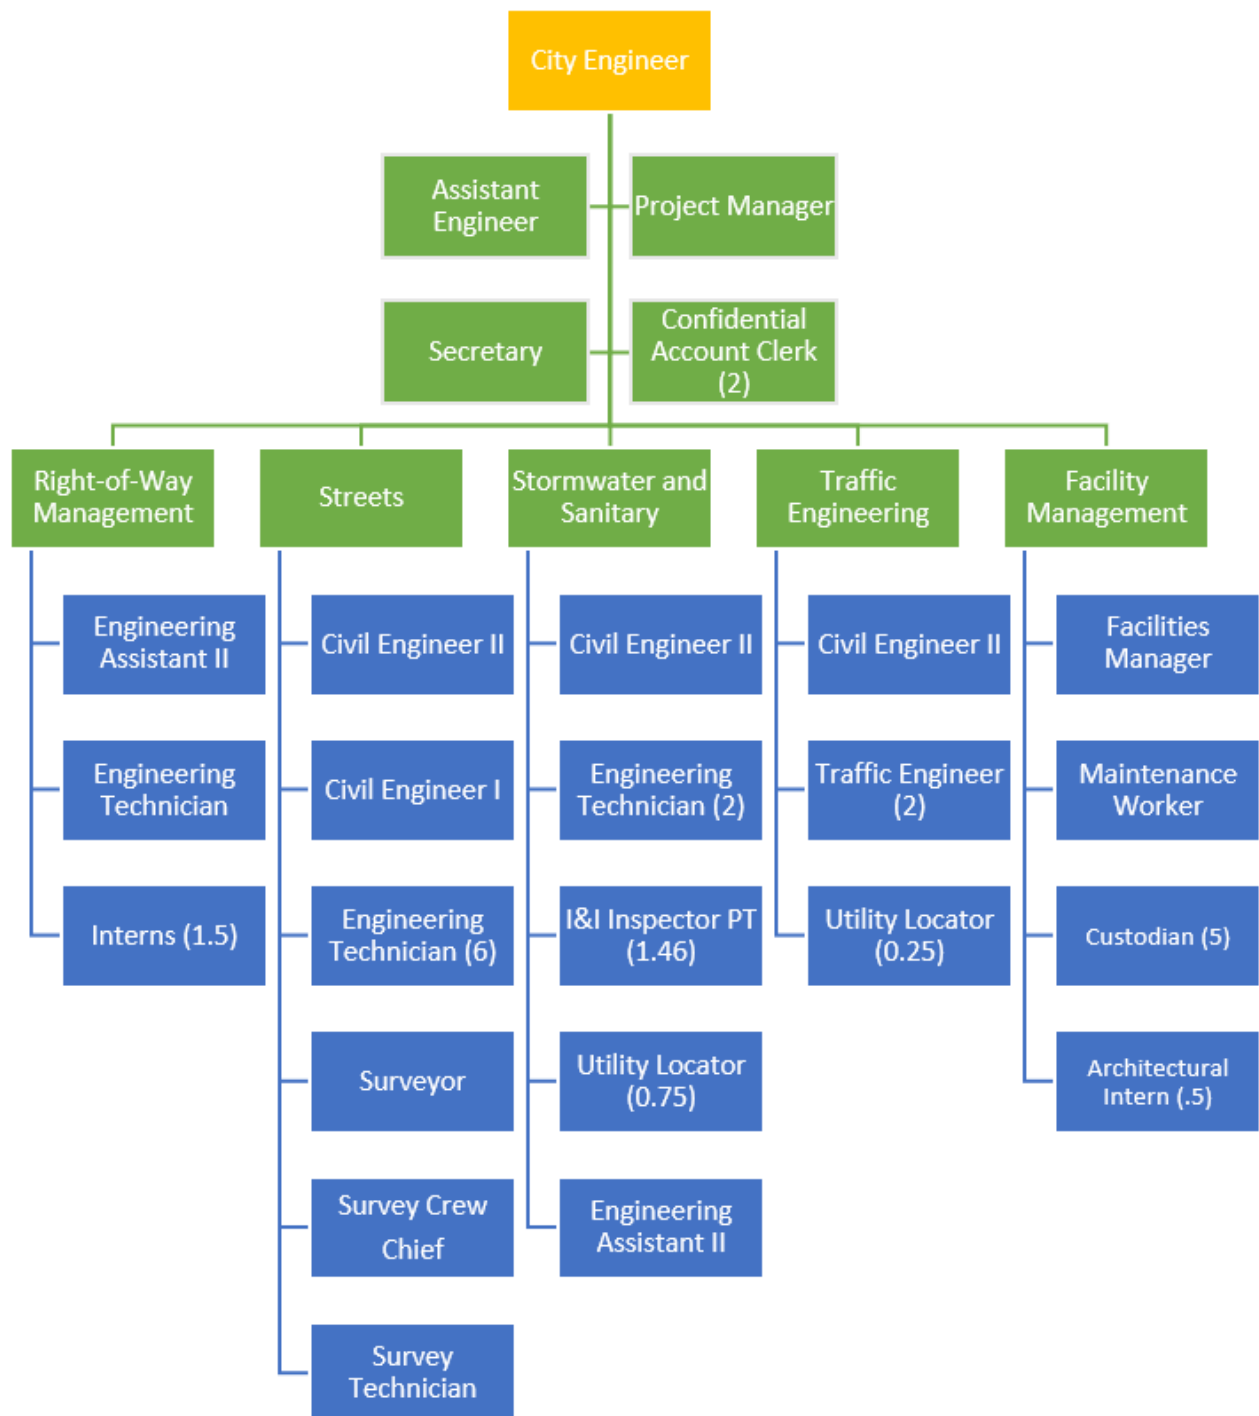 City Engineer
Assistant
Engineer
Project Manager
Secretary
Confidential
Account Clerk
(2)
Right-of-Way
Management
Engineering
Assistant II
Engineering
Technician
Interns (1.5)
Streets
Civil Engineer II
Civil Engineer I
Engineering
Technician (6)
Surveyor
Survey Crew
Chief
Survey
Technician
Stormwater and
Sanitary
Civil Engineer II
Engineering
Technician (2)
I&I Inspector PT
(1.46)
Utility Locator
(0.75)
Engineering
Assistant II
Traffic
Engineering
Civil Engineer II
Traffic Engineer
(2)
Utility Locator
(0.25)
Facility
Management
Facilities
Manager
Maintenance
Worker
Custodian (5)
Architectural
Intern (.5)